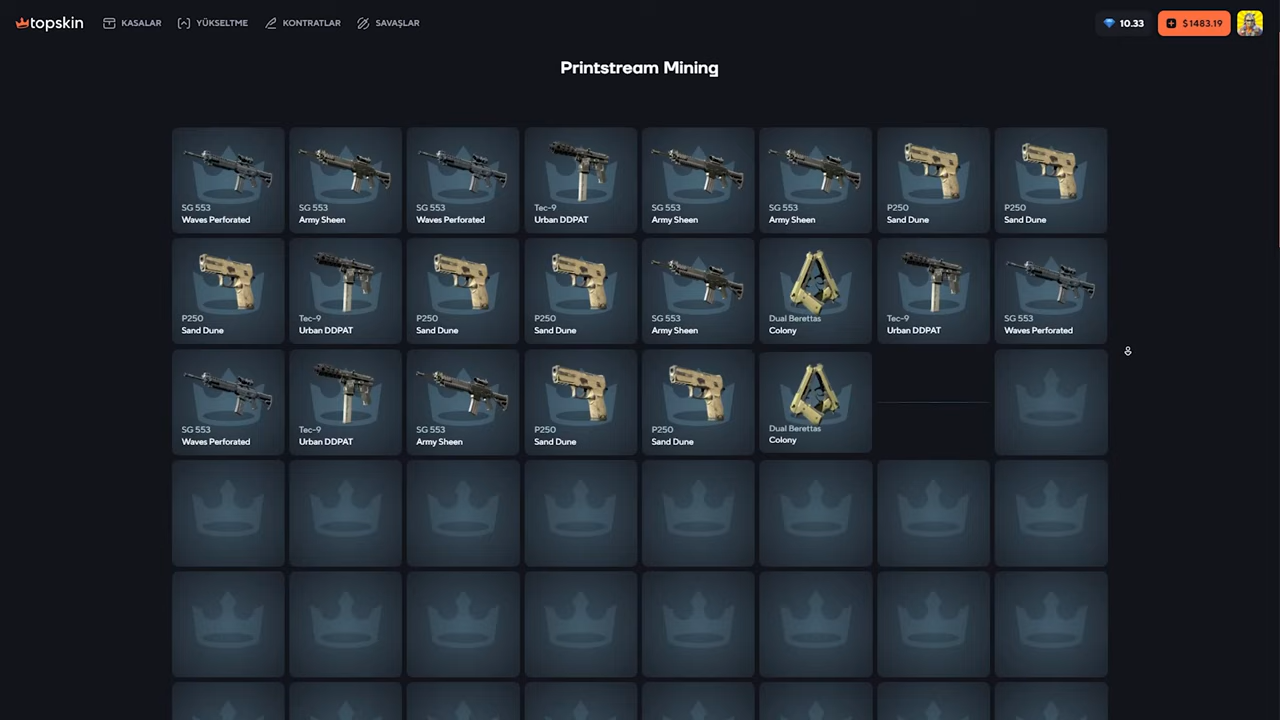 topskin KASALAR YÜKSELTME KONTRATLAR SAVAŞLAR 10.33 $1483.19
Printstream Mining
SG 553 SG 553 SG 553 Tec-9 SG 553 SG 553 P250 P250
Waves Perforated Army Sheen Waves Perforated Urban DDPAT Army Sheen Army Sheen Sand Dune Sand Dune
P250 Tec-9 P250 P250 SG 553 Dual Berettas Tec-9 SG 553
Sand Dune Urban DDPAT Sand Dune Sand Dune Army Sheen Colony Urban DDPAT Waves Perforated
SG 553 Tec-9 SG 553 P250 P250 Dual Berettas
Waves Perforated Urban DDPAT Army Sheen Sand Dune Sand Dune Colony